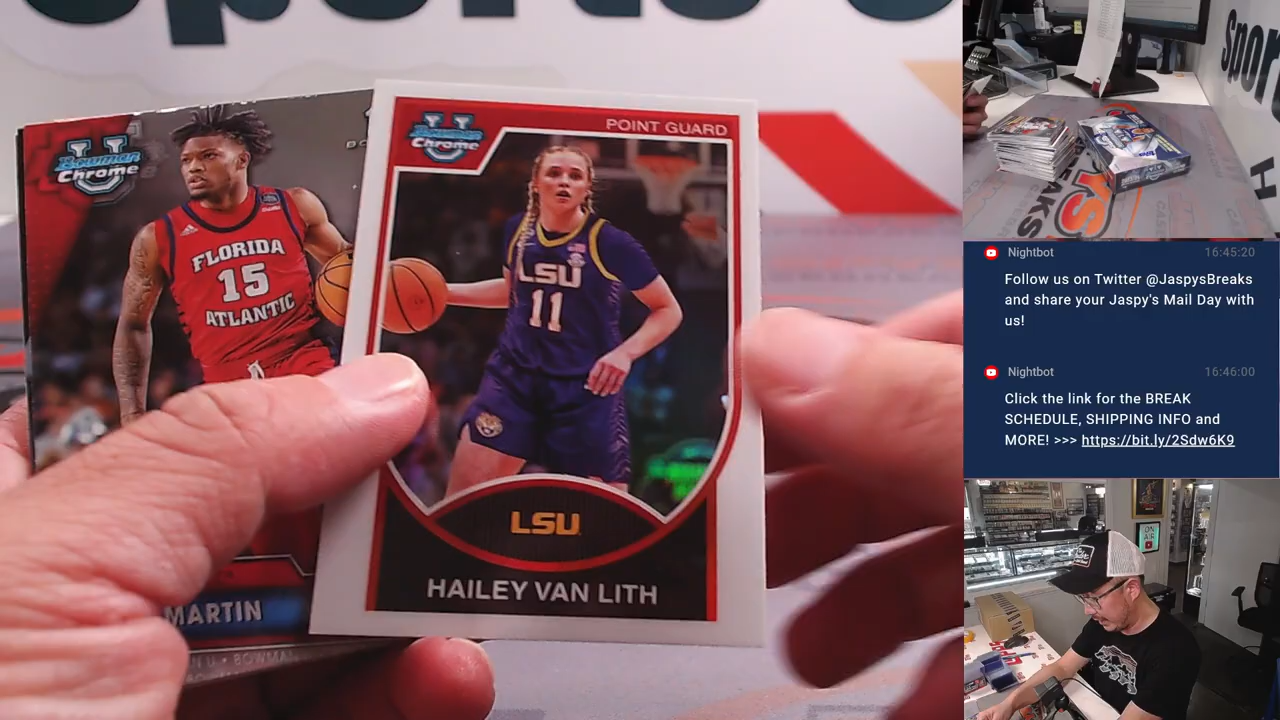 Bowman
Chrome
FLORIDA
15
ATLANTIC
MARTIN
POINT GUARD
U
Bowman
Chrome
LSU
11
LSU
HAILEY VAN LITH
Nightbot 16:45:20
Follow us on Twitter @JaspysBreaks
and share your Jaspy's Mail Day with
us!
Nightbot 16:46:00
Click the link for the BREAK
SCHEDULE, SHIPPING INFO and
MORE! >>> https://bit.ly/2Sdw6K9
ON
AIR